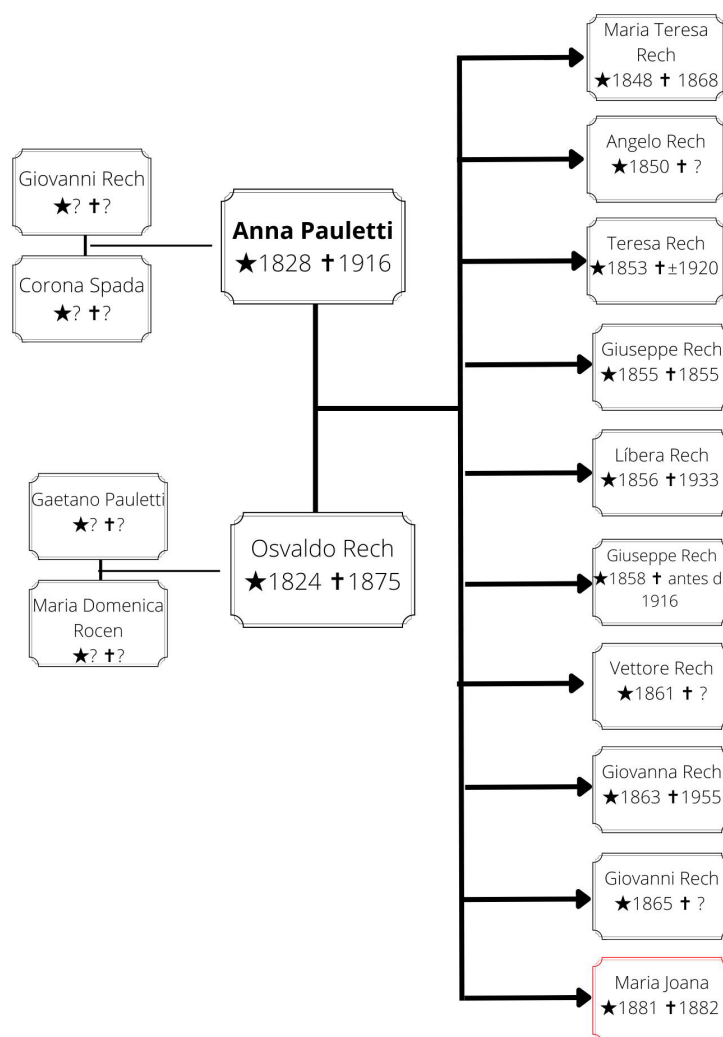 Giovanni Rech
★? ✝?
Corona Spada
★? ✝?
Anna Pauletti
★1828 ✝1916
Gaetano Pauletti
★? ✝?
Maria Domenica
Rocen
★? ✝?
Osvaldo Rech
★1824 ✝1875
Maria Teresa
Rech
★1848 ✝ 1868
Angelo Rech
★1850 ✝ ?
Teresa Rech
★1853 ✝±1920
Giuseppe Rech
★1855 ✝1855
Líbera Rech
★1856 ✝1933
Giuseppe Rech
★1858 ✝ antes d
1916
Vettore Rech
★1861 ✝ ?
Giovanna Rech
★1863 ✝1955
Giovanni Rech
★1865 ✝ ?
Maria Joana
★1881 ✝1882